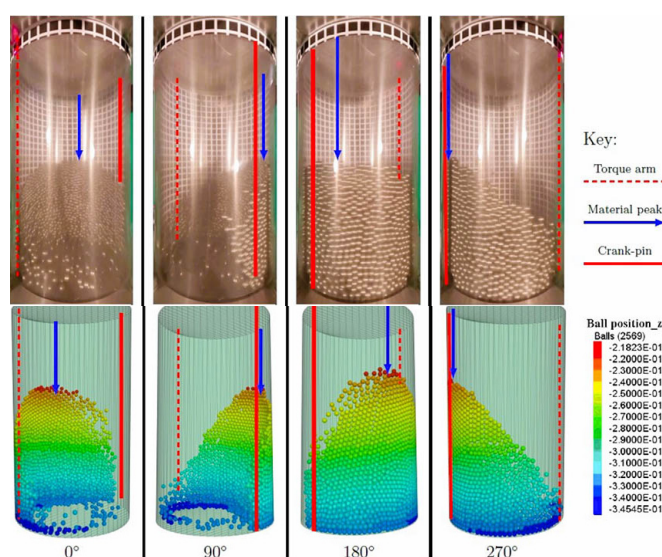 Key:
Torque arm
Material peak
Crank-pin
Ball position_z
Balls (2569)
-2.1823E-01
-2.2000E-01
-2.3000E-01
-2.4000E-01
-2.5000E-01
-2.6000E-01
-2.7000E-01
-2.8000E-01
-2.9000E-01
-3.0000E-01
-3.1000E-01
-3.2000E-01
-3.3000E-01
-3.4000E-01
-3.4545E-01
0° 90° 180° 270°